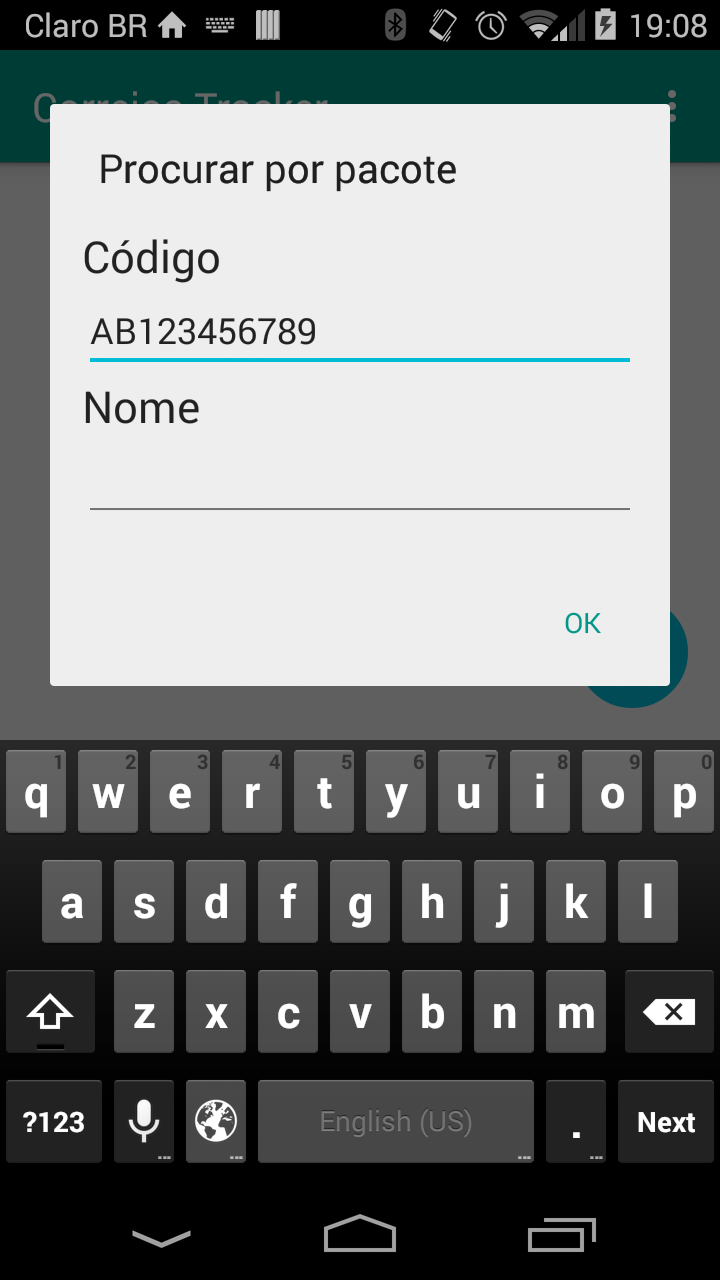 Claro BR 19:08
Correios Tracker
Procurar por pacote
Código
AB123456789
Nome
OK
1 2 3 4 5 6 7 8 9 0
q w e r t y u i o p
a s d f g h j k l
z x c v b n m
?123 English (US) . Next